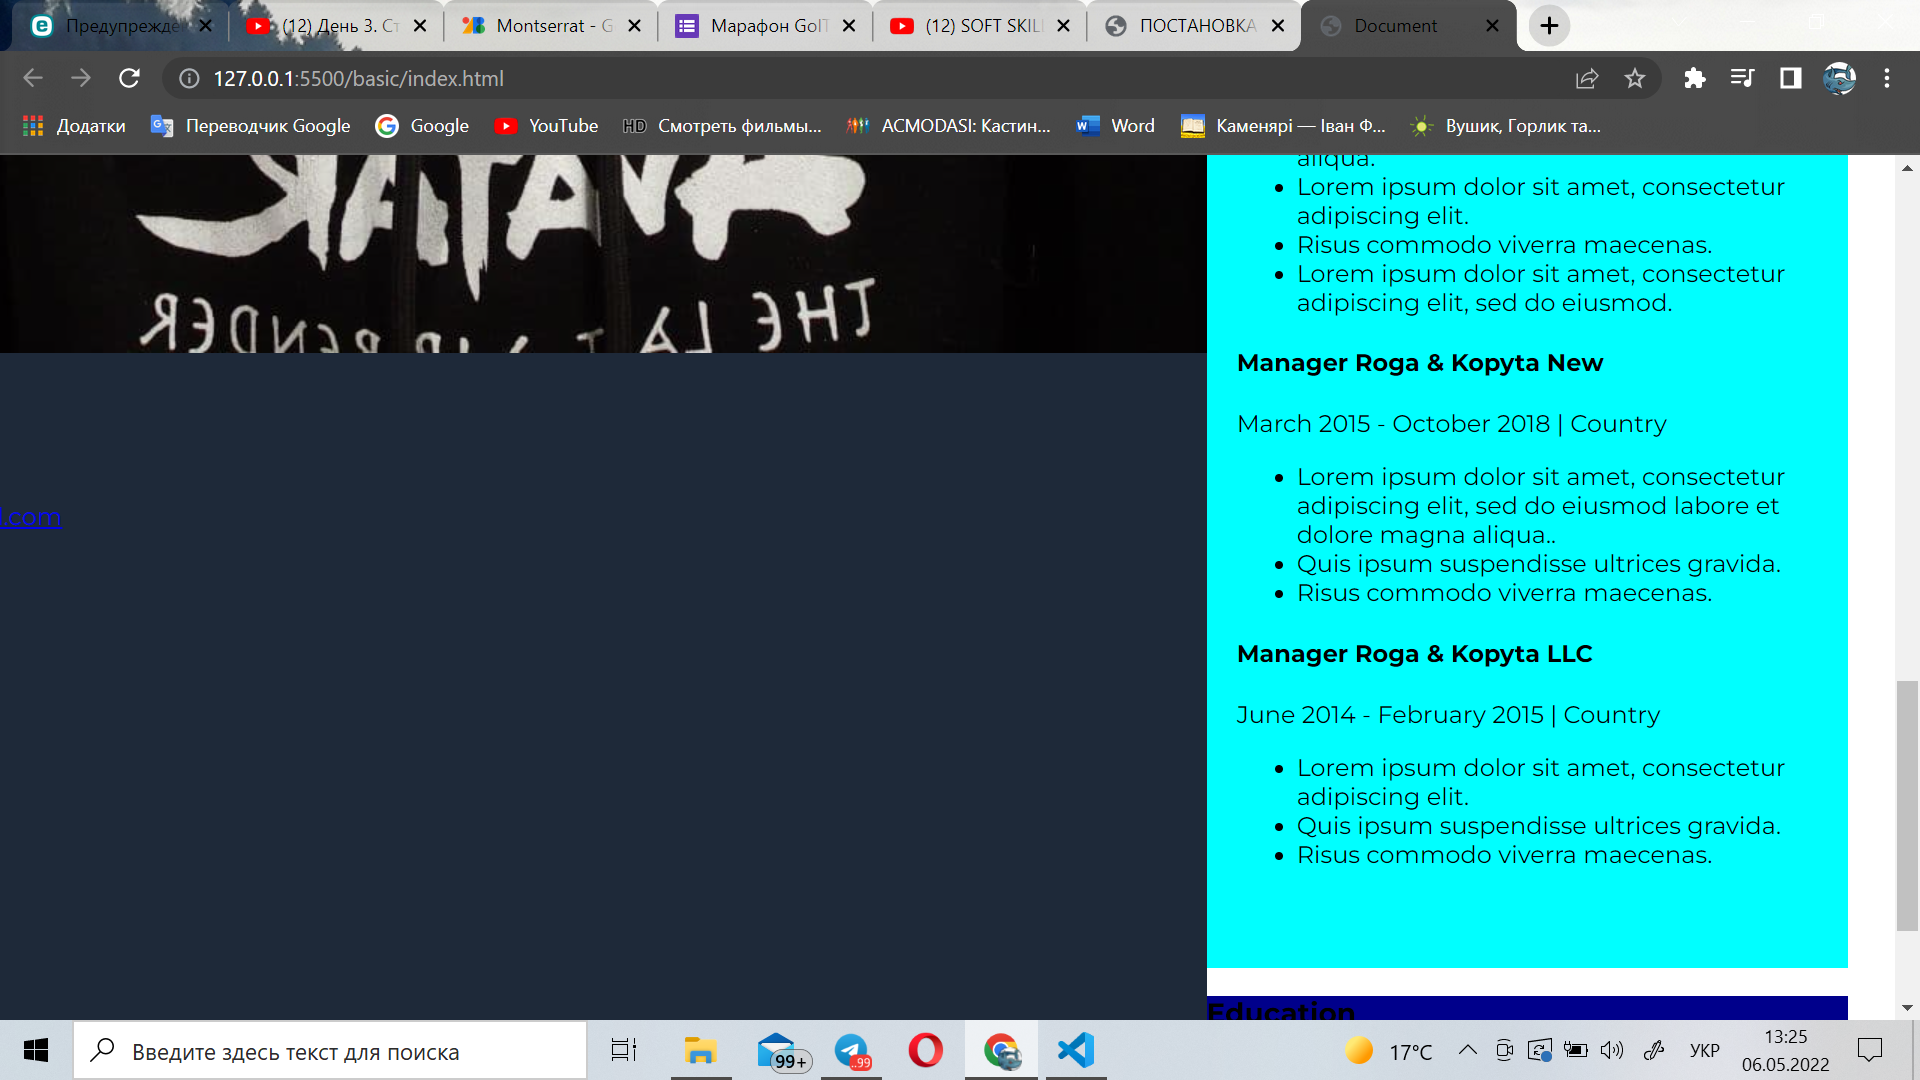 Предупрежде
(12) День 3. Ст
Montserrat - G
Марафон GoIT
(12) SOFT SKIL
ПОСТАНОВКА
Document
127.0.0.1:5500/basic/index.html
Додатки
Переводчик Google
Google
YouTube
HD
Смотреть фильмы...
ACMODASI: Кастин...
Word
Каменярі — Іван Ф...
Вушик, Горлик та...
AVATAR
THE LA
BENDER
l.com
aliqua.
• Lorem ipsum dolor sit amet, consectetur
adipiscing elit.
• Risus commodo viverra maecenas.
• Lorem ipsum dolor sit amet, consectetur
adipiscing elit, sed do eiusmod.
Manager Roga & Kopyta New
March 2015 - October 2018 | Country
• Lorem ipsum dolor sit amet, consectetur
adipiscing elit, sed do eiusmod labore et
dolore magna aliqua..
• Quis ipsum suspendisse ultrices gravida.
• Risus commodo viverra maecenas.
Manager Roga & Kopyta LLC
June 2014 - February 2015 | Country
• Lorem ipsum dolor sit amet, consectetur
adipiscing elit.
• Quis ipsum suspendisse ultrices gravida.
• Risus commodo viverra maecenas.
Education
Введите здесь текст для поиска
99+
..99
17°C
УКР
13:25
06.05.2022